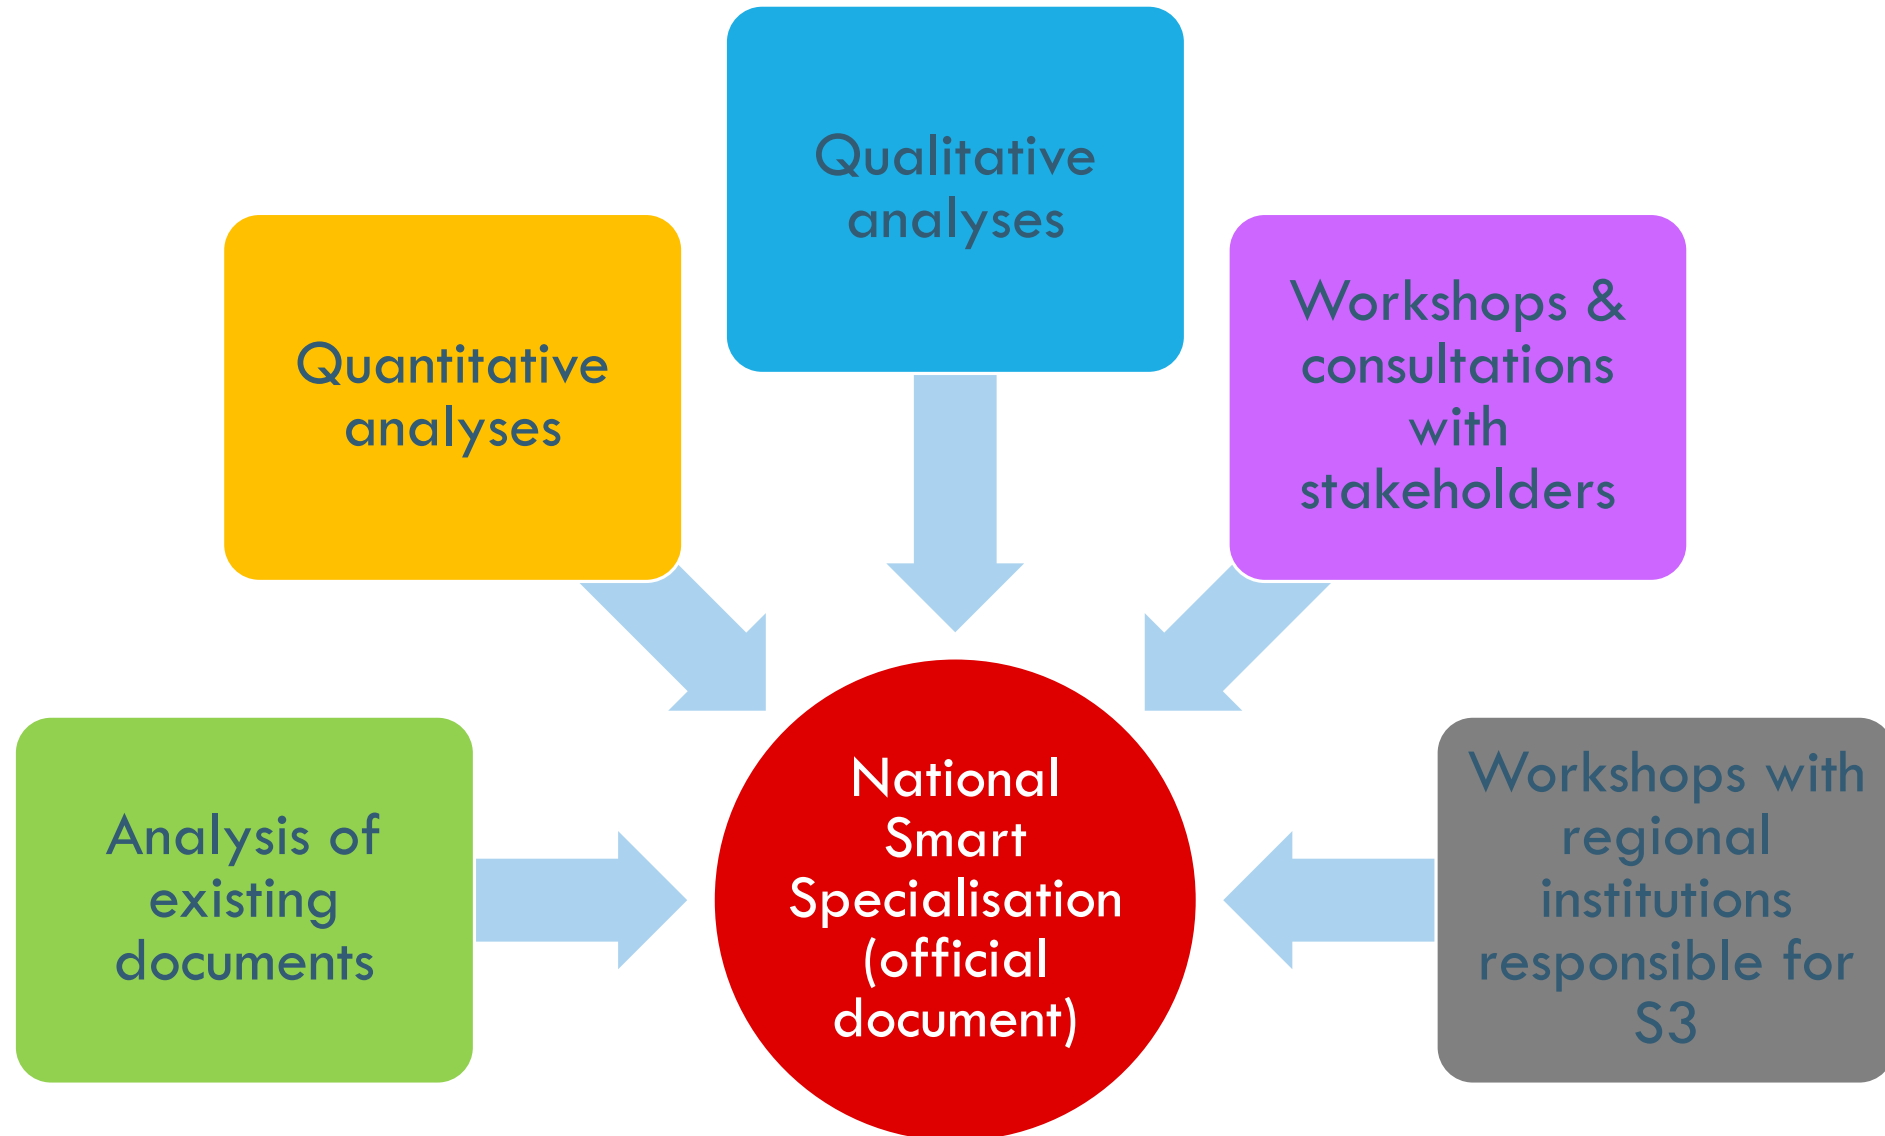 Qualitative
analyses
Quantitative
analyses
Workshops &
consultations
with
stakeholders
Analysis of
existing
documents
National
Smart
Specialisation
(official
document)
Workshops with
regional
institutions
responsible for
S3